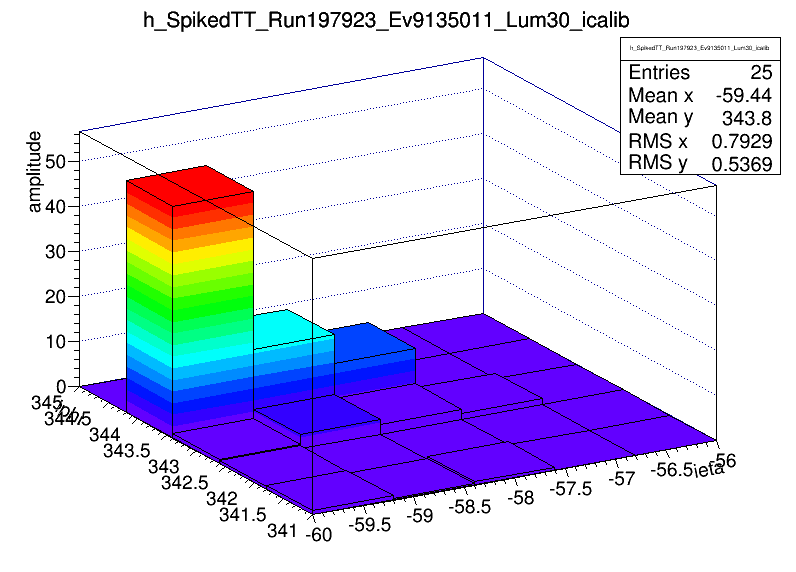 h_SpikedTT_Run197923_Ev9135011_Lum30_icalib
h_SpikedTT_Run197923_Ev9135011_Lum30_icalib
Entries 25
Mean x -59.44
Mean y 343.8
RMS x 0.7929
RMS y 0.5369
amplitude
50
40
30
20
10
0
345
344.5
344
343.5
343
342.5
342
341.5
341
-60
-59.5
-59
-58.5
-58
-57.5
-57
-56.5
-56
ieta